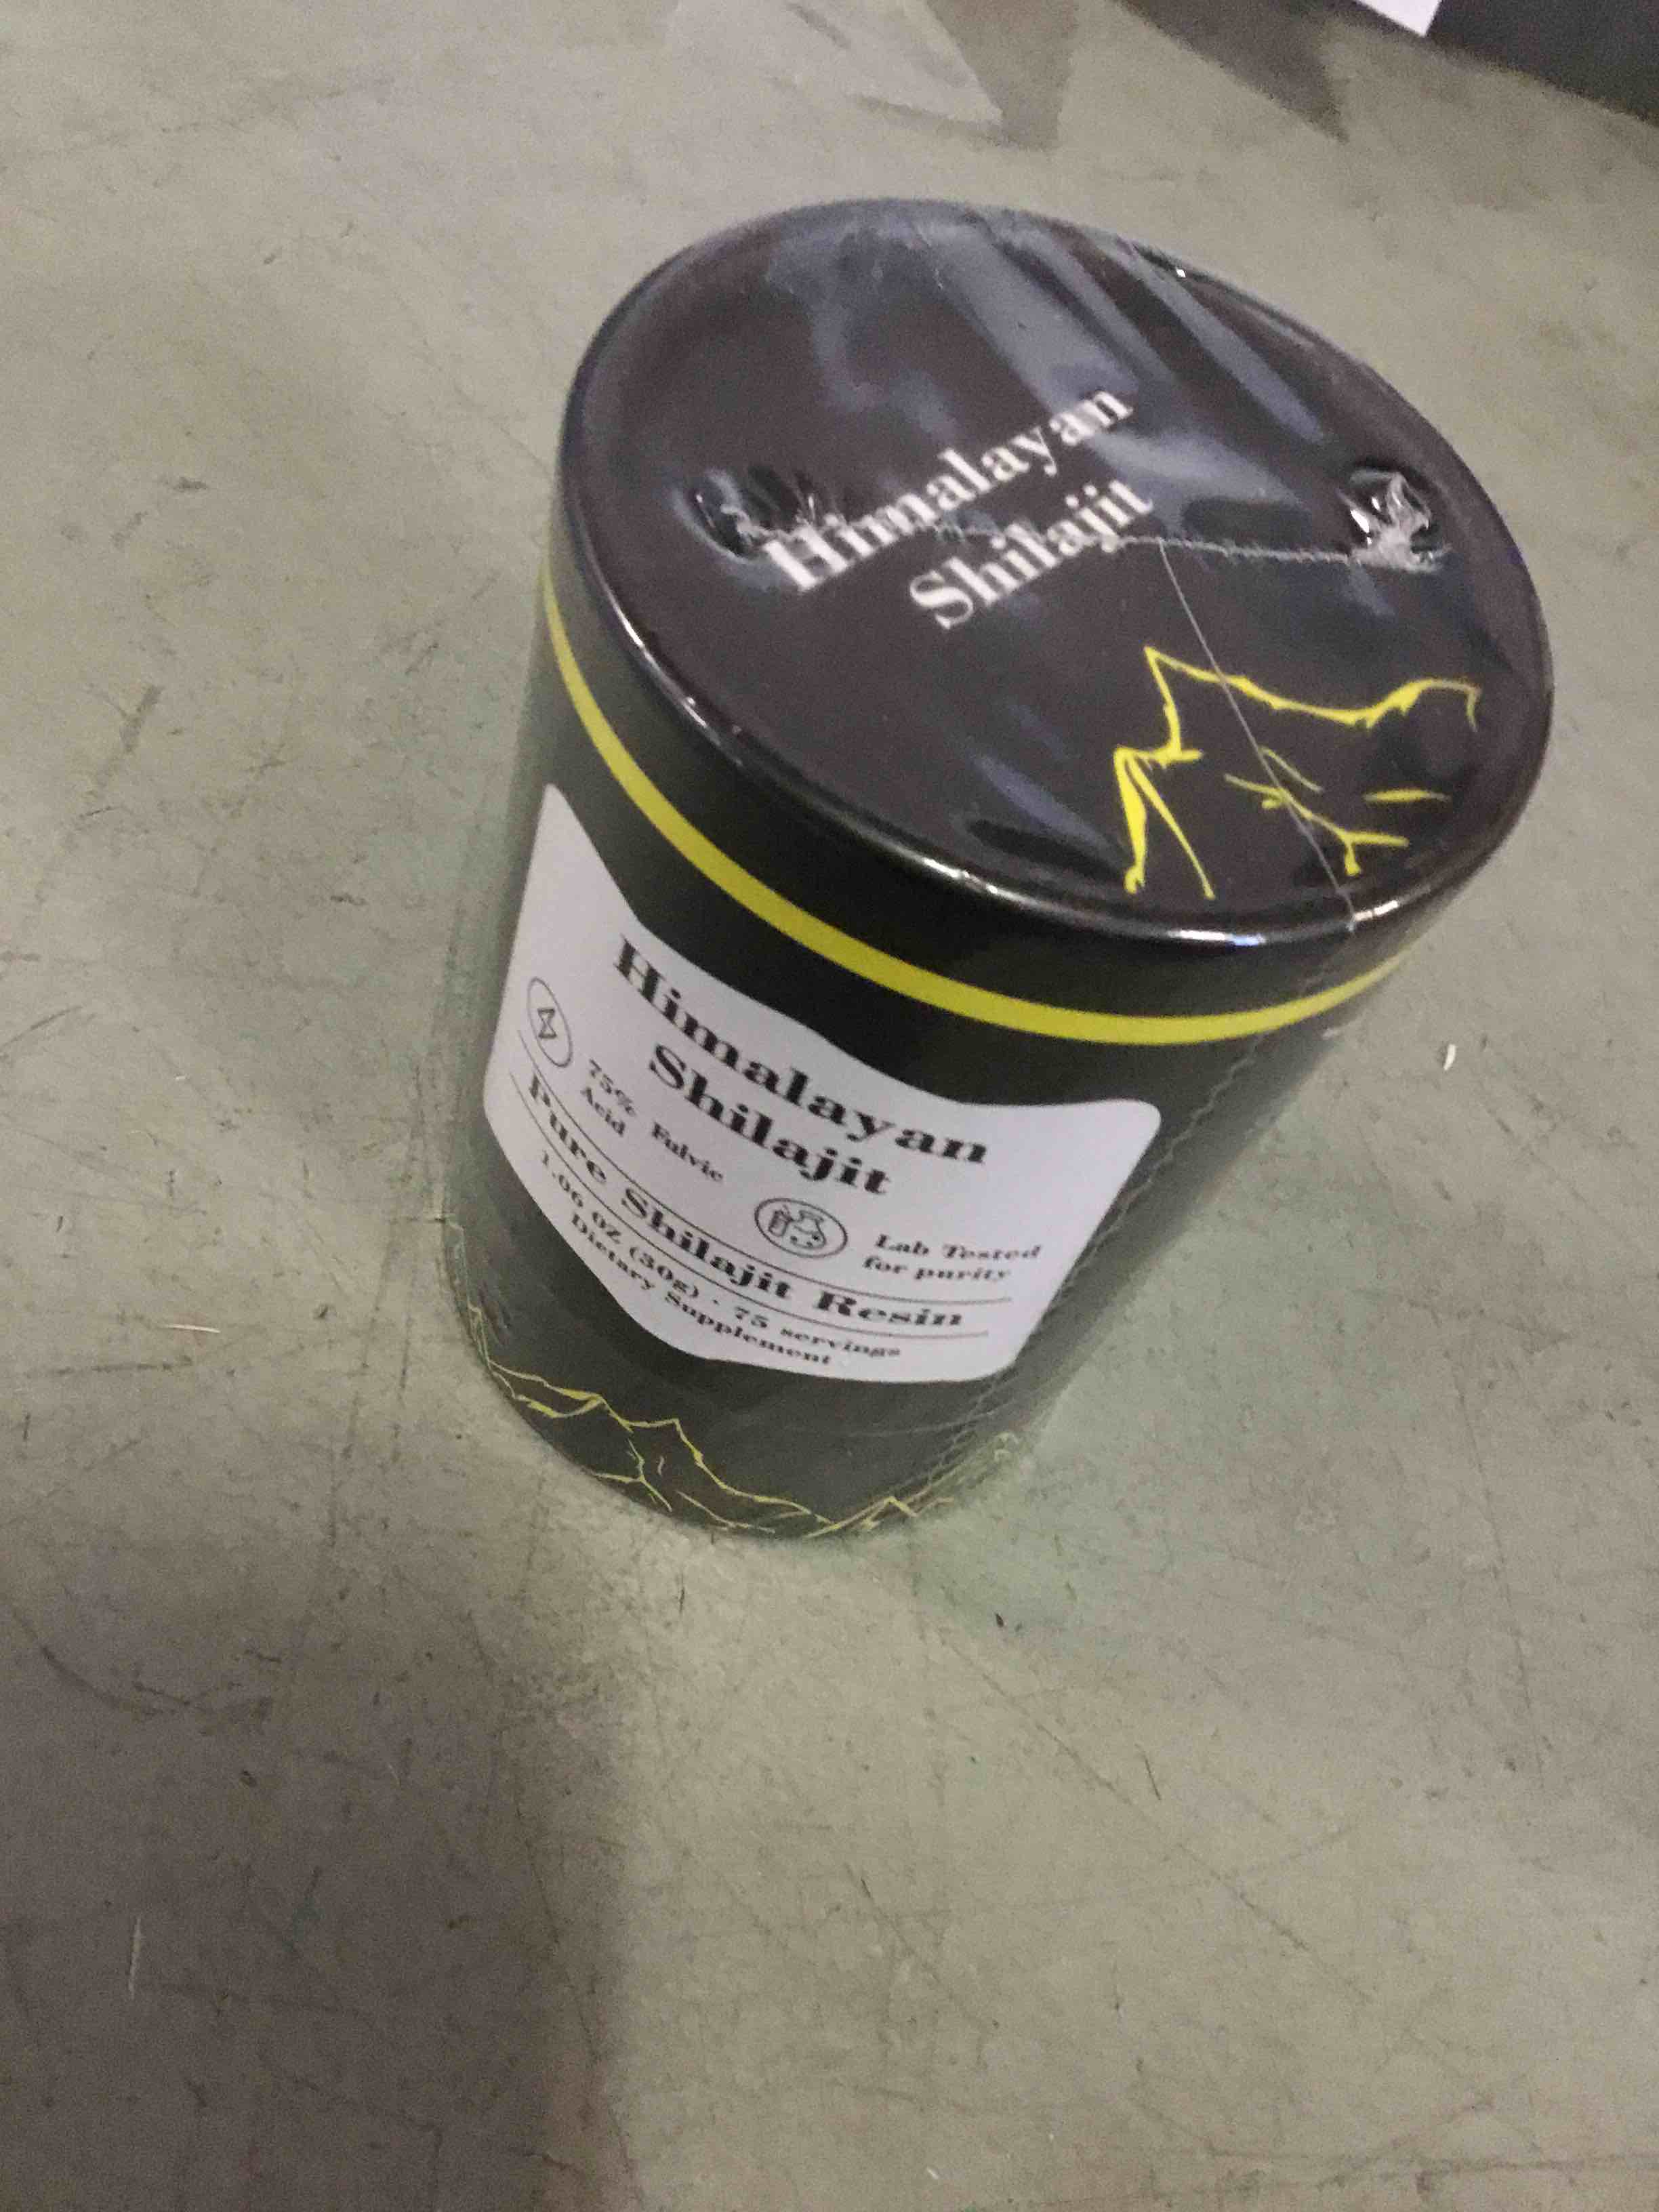 Himalayan
Shilajit
Himalayan
Shilajit
75% Fulvic
Acid
Lab Tested
for purity
Pure Shilajit Resin
1.06 OZ (30g) · 75 servings
Dietary Supplement